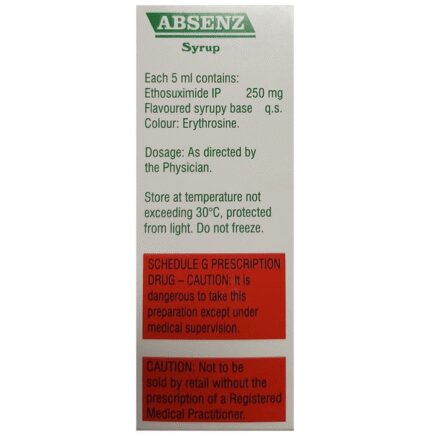 ABSENZ
Syrup
Each 5 ml contains:
Ethosuximide IP 250 mg
Flavoured syrupy base q.s.
Colour: Erythrosine.
Dosage: As directed by
the Physician.
Store at temperature not
exceeding 30°C, protected
from light. Do not freeze.
SCHEDULE G PRESCRIPTION
DRUG – CAUTION: It is
dangerous to take this
preparation except under
medical supervision.
CAUTION: Not to be
sold by retail without the
prescription of a Registered
Medical Practitioner.